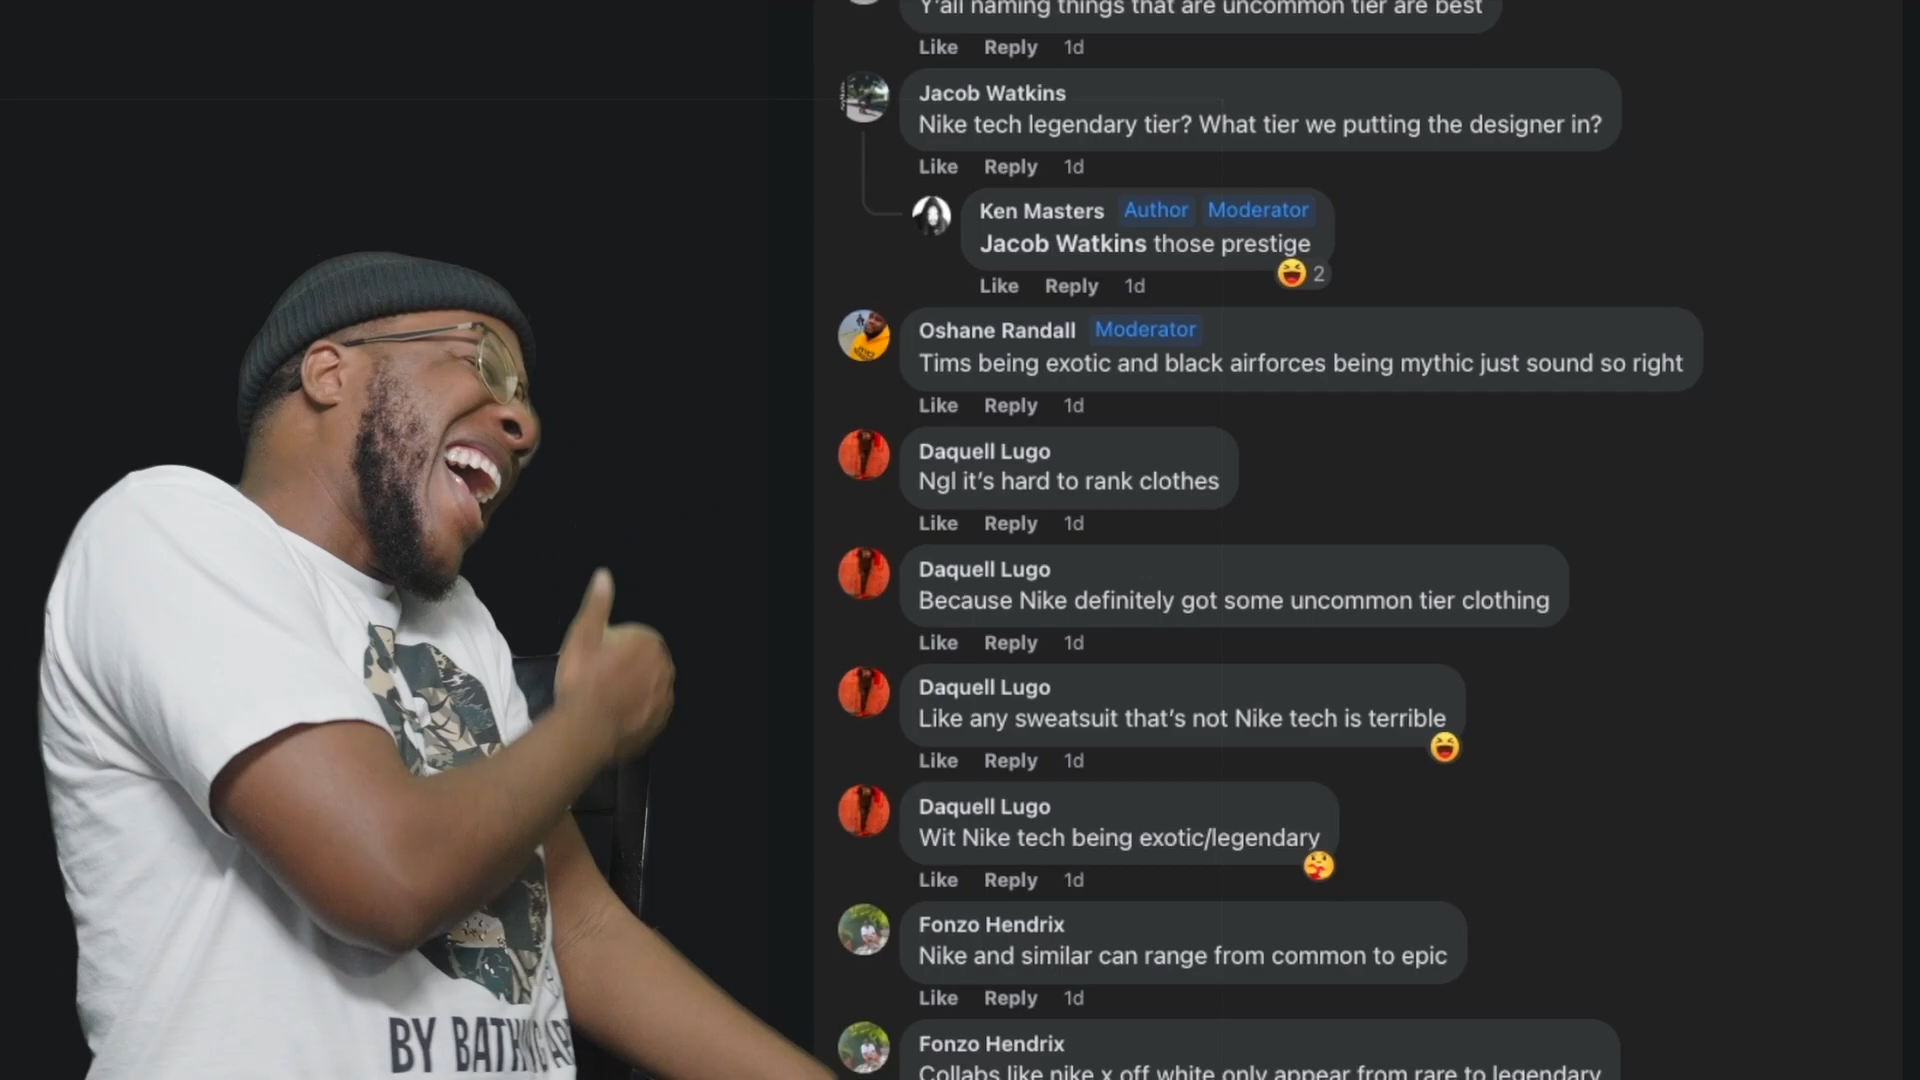 Y'all naming things that are uncommon tier are best
Like Reply 1d
Jacob Watkins
Nike tech legendary tier? What tier we putting the designer in?
Like Reply 1d
Ken Masters Author Moderator
Jacob Watkins those prestige
2
Like Reply 1d
Oshane Randall Moderator
Tims being exotic and black airforces being mythic just sound so right
Like Reply 1d
Daquell Lugo
Ngl it's hard to rank clothes
Like Reply 1d
Daquell Lugo
Because Nike definitely got some uncommon tier clothing
Like Reply 1d
Daquell Lugo
Like any sweatsuit that's not Nike tech is terrible
Like Reply 1d
Daquell Lugo
Wit Nike tech being exotic/legendary
Like Reply 1d
Fonzo Hendrix
Nike and similar can range from common to epic
Like Reply 1d
Fonzo Hendrix
Collabs like nike x off white only appear from rare to legendary
BY BATHING AP